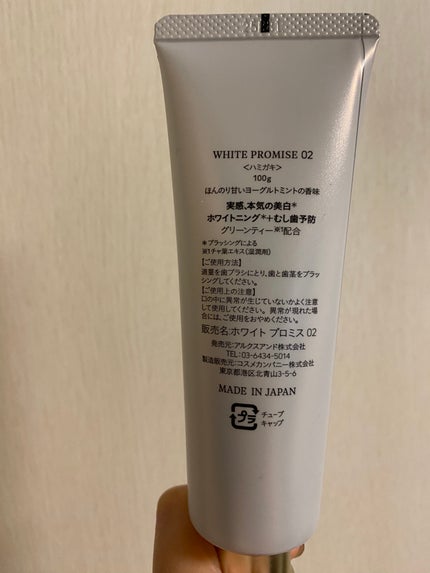 WHITE PROMISE 02
<ハミガキ>
100g
ほんのり甘いヨーグルトミントの香味
実感、本気の美白*
ホワイトニング*+むし歯予防
グリーンティー※1配合
*ブラッシングによる
※1チャ葉エキス(湿潤剤)
【ご使用方法】
適量を歯ブラシにとり、歯と歯茎をブラッ
シングしてください。
【ご使用上の注意】
口の中に異常が生じていないかよく注意
して使用してください。異常が現れた場
合には、ご使用をおやめください。
販売名:ホワイト プロミス 02
発売元:アルクスアンド株式会社
TEL:03-6434-5014
製造販売元:コスメカンパニー株式会社
東京都港区北青山3-5-6
MADE IN JAPAN
プラ
チューブ
キャップ